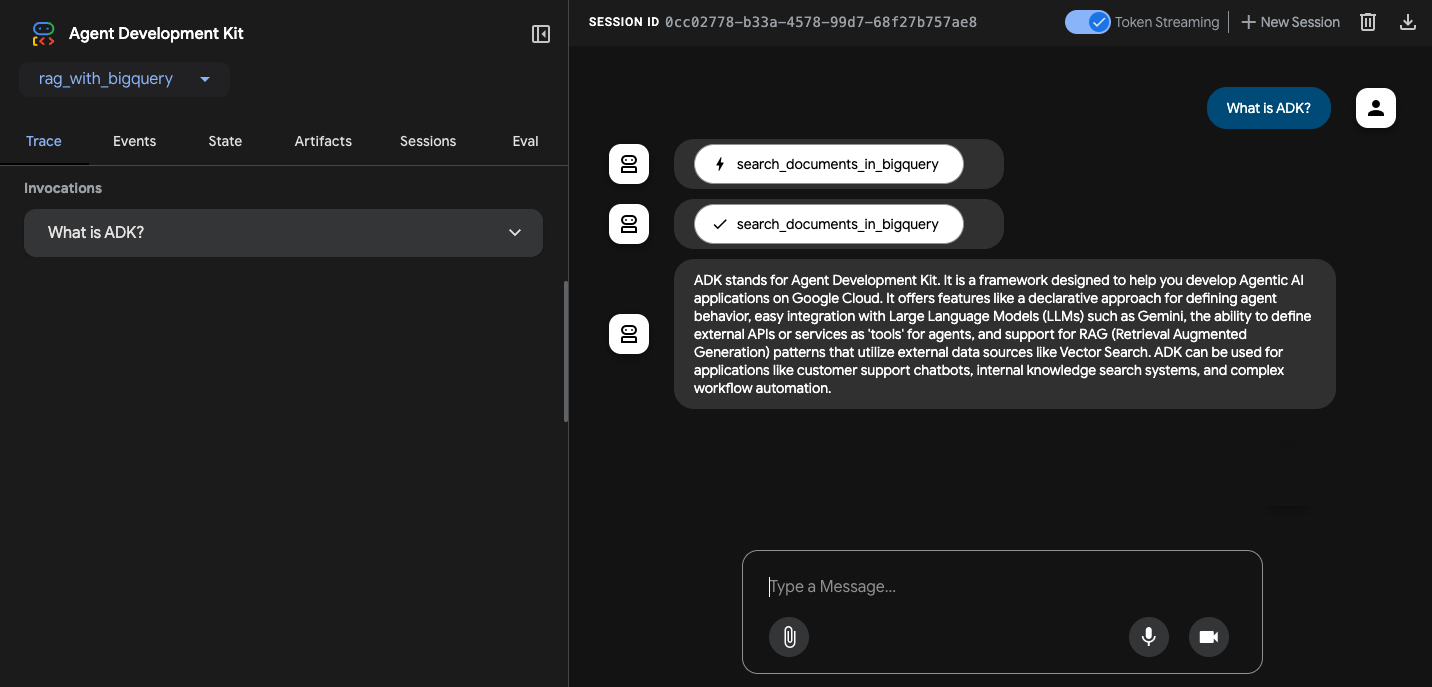 Agent Development Kit
rag_with_bigquery
Trace Events State Artifacts Sessions Eval
Invocations
What is ADK?
SESSION ID 0cc02778-b33a-4578-99d7-68f27b757ae8 Token Streaming New Session
What is ADK?
search_documents_in_bigquery
search_documents_in_bigquery
ADK stands for Agent Development Kit. It is a framework designed to help you develop Agentic AI
applications on Google Cloud. It offers features like a declarative approach for defining agent
behavior, easy integration with Large Language Models (LLMs) such as Gemini, the ability to define
external APIs or services as 'tools' for agents, and support for RAG (Retrieval Augmented
Generation) patterns that utilize external data sources like Vector Search. ADK can be used for
applications like customer support chatbots, internal knowledge search systems, and complex
workflow automation.
Type a Message...